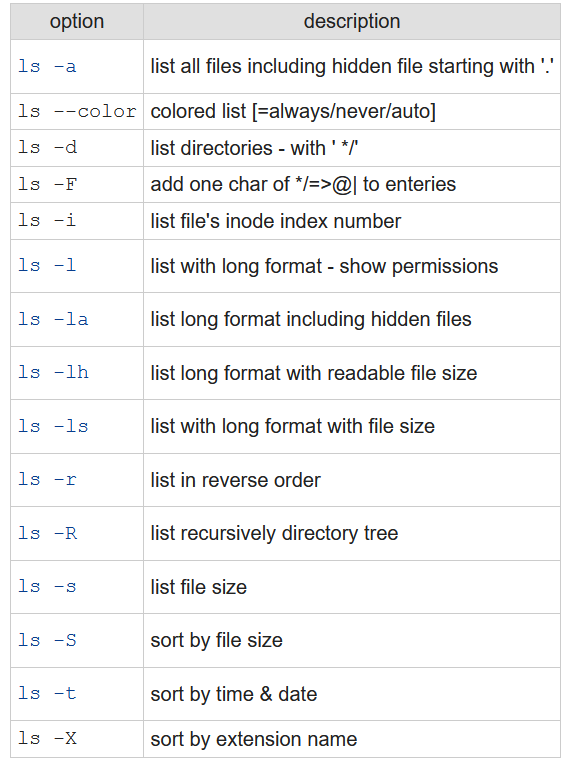 option description
ls -a list all files including hidden file starting with '.'
ls --color colored list [=always/never/auto]
ls -d list directories - with ' */'
ls -F add one char of */=>@| to enteries
ls -i list file's inode index number
ls -l list with long format - show permissions
ls -la list long format including hidden files
ls -lh list long format with readable file size
ls -ls list with long format with file size
ls -r list in reverse order
ls -R list recursively directory tree
ls -s list file size
ls -S sort by file size
ls -t sort by time & date
ls -X sort by extension name